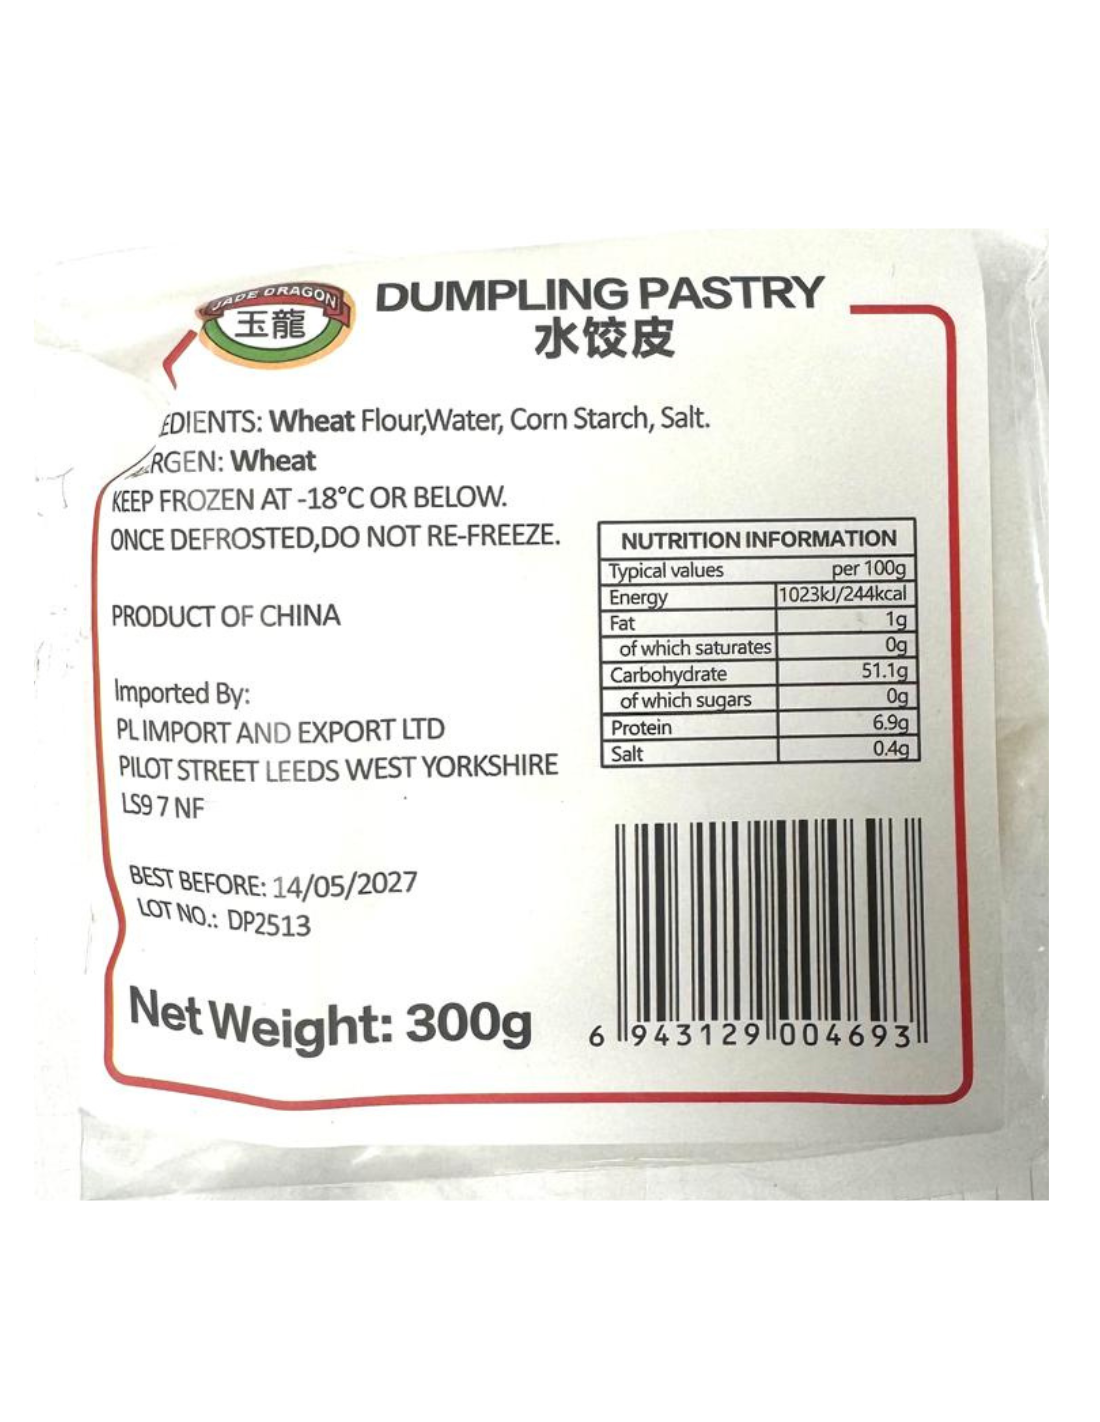 JADE DRAGON
玉龍
DUMPLING PASTRY
水饺皮
EDIENTS: Wheat Flour,Water, Corn Starch, Salt.
RGEN: Wheat
KEEP FROZEN AT -18°C OR BELOW.
ONCE DEFROSTED,DO NOT RE-FREEZE.
PRODUCT OF CHINA
Imported By:
PL IMPORT AND EXPORT LTD
PILOT STREET LEEDS WEST YORKSHIRE
LS9 7 NF
BEST BEFORE: 14/05/2027
LOT NO.: DP2513
Net Weight: 300g
NUTRITION INFORMATION
Typical values per 100g
Energy 1023kJ/244kcal
Fat 1g
of which saturates 0g
Carbohydrate 51.1g
of which sugars 0g
Protein 6.9g
Salt 0.4g
6 943129 004693